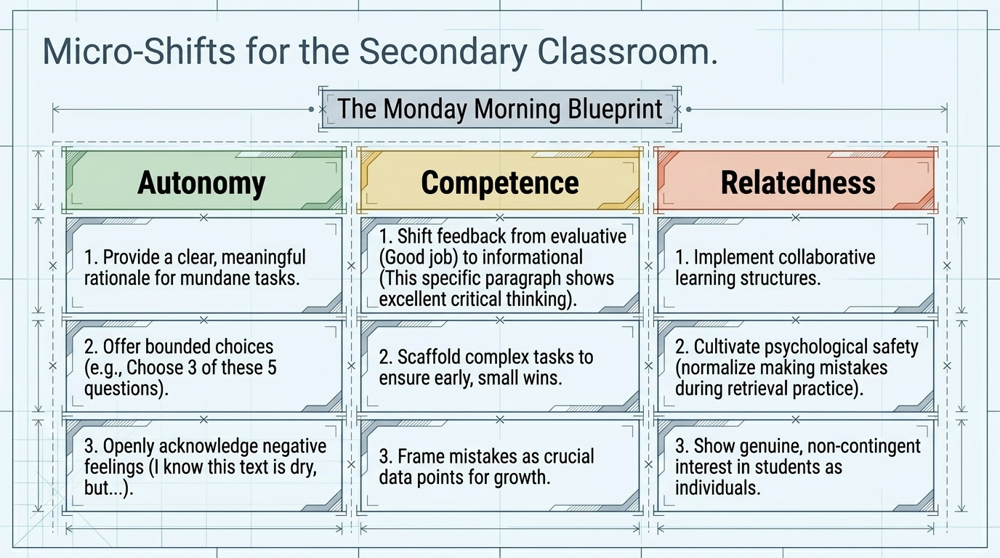 Micro-Shifts for the Secondary Classroom.
The Monday Morning Blueprint
Autonomy
1. Provide a clear, meaningful
rationale for mundane tasks.
2. Offer bounded choices
(e.g., Choose 3 of these 5
questions).
3. Openly acknowledge negative
feelings (I know this text is dry,
but...).
Competence
1. Shift feedback from evaluative
(Good job) to informational
(This specific paragraph shows
excellent critical thinking).
2. Scaffold complex tasks to
ensure early, small wins.
3. Frame mistakes as crucial
data points for growth.
Relatedness
1. Implement collaborative
learning structures.
2. Cultivate psychological safety
(normalize making mistakes
during retrieval practice).
3. Show genuine, non-contingent
interest in students as
individuals.